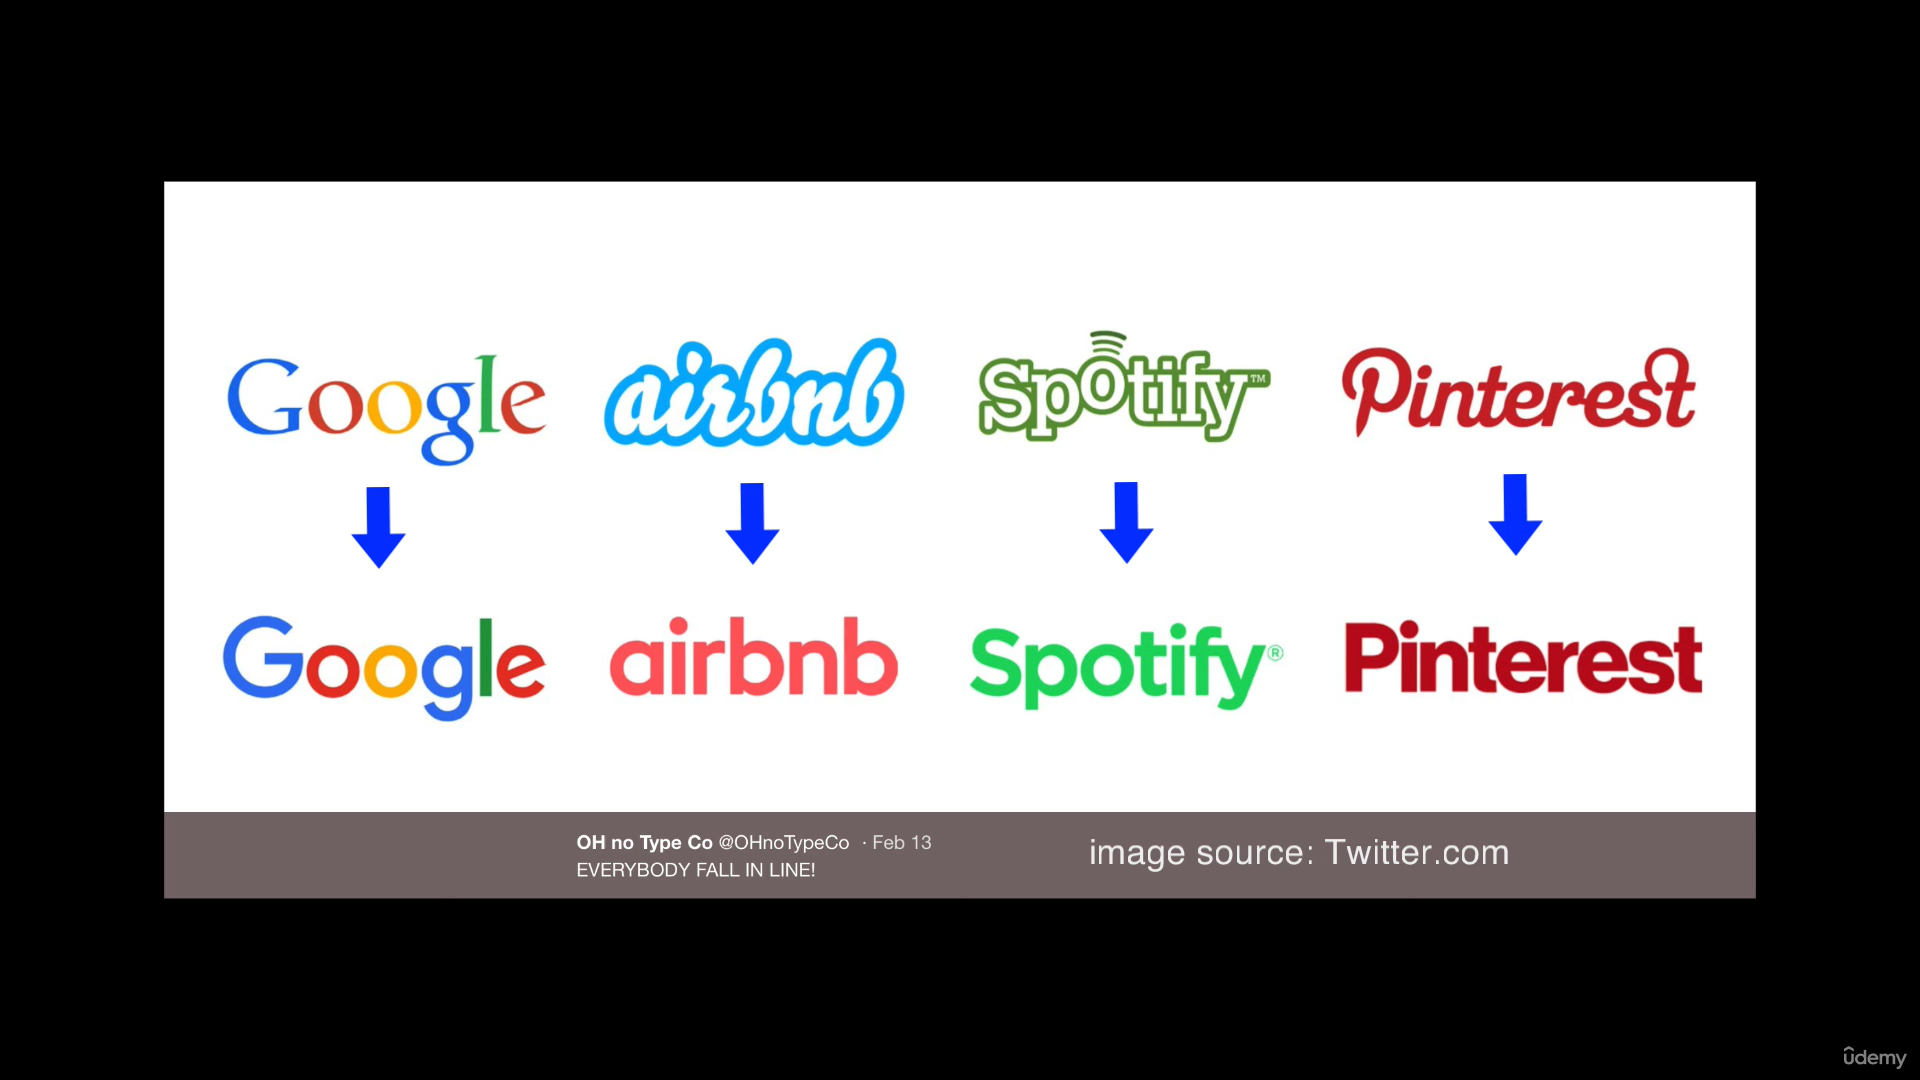 Google airbnb Spotify™ Pinterest
Google airbnb Spotify® Pinterest
OH no Type Co @OHnoTypeCo · Feb 13
EVERYBODY FALL IN LINE!
image source: Twitter.com
ûdemy